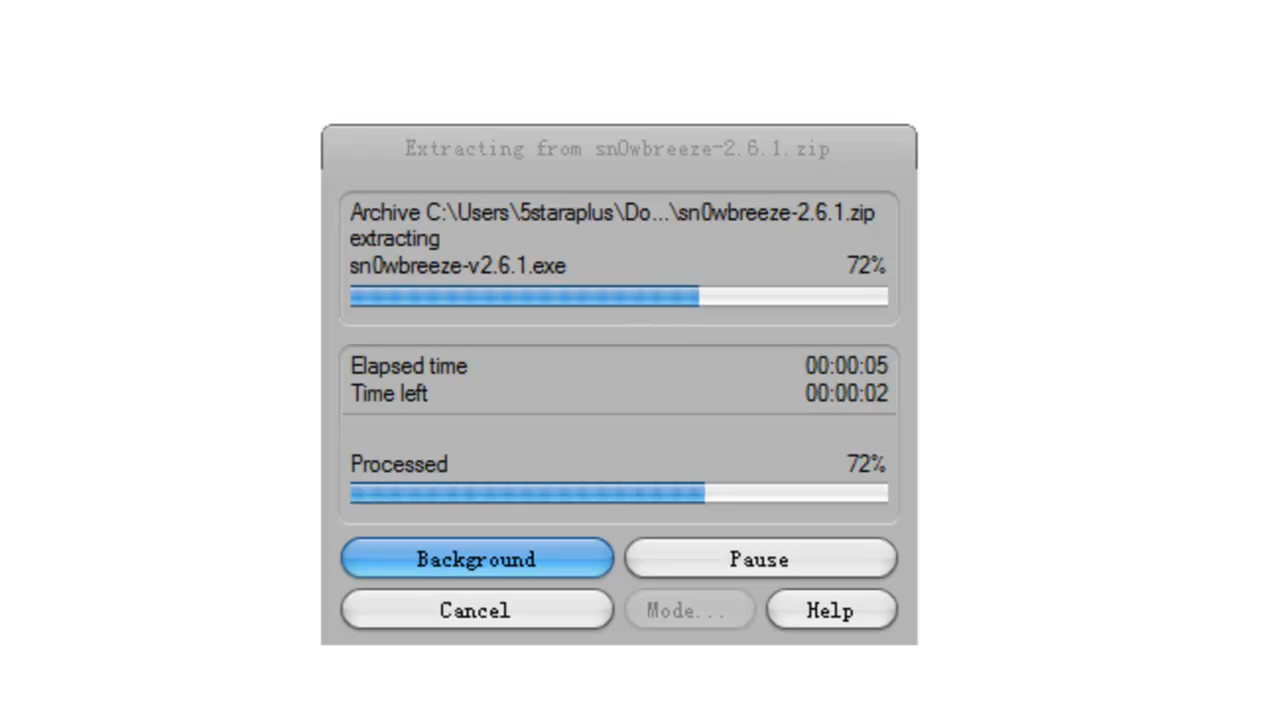 Extracting from sn0wbreeze-2.6.1.zip
Archive C:\Users\5staraplus\Do...\sn0wbreeze-2.6.1.zip
extracting
sn0wbreeze-v2.6.1.exe 72%
Elapsed time 00:00:05
Time left 00:00:02
Processed 72%
Background Pause
Cancel Mode... Help